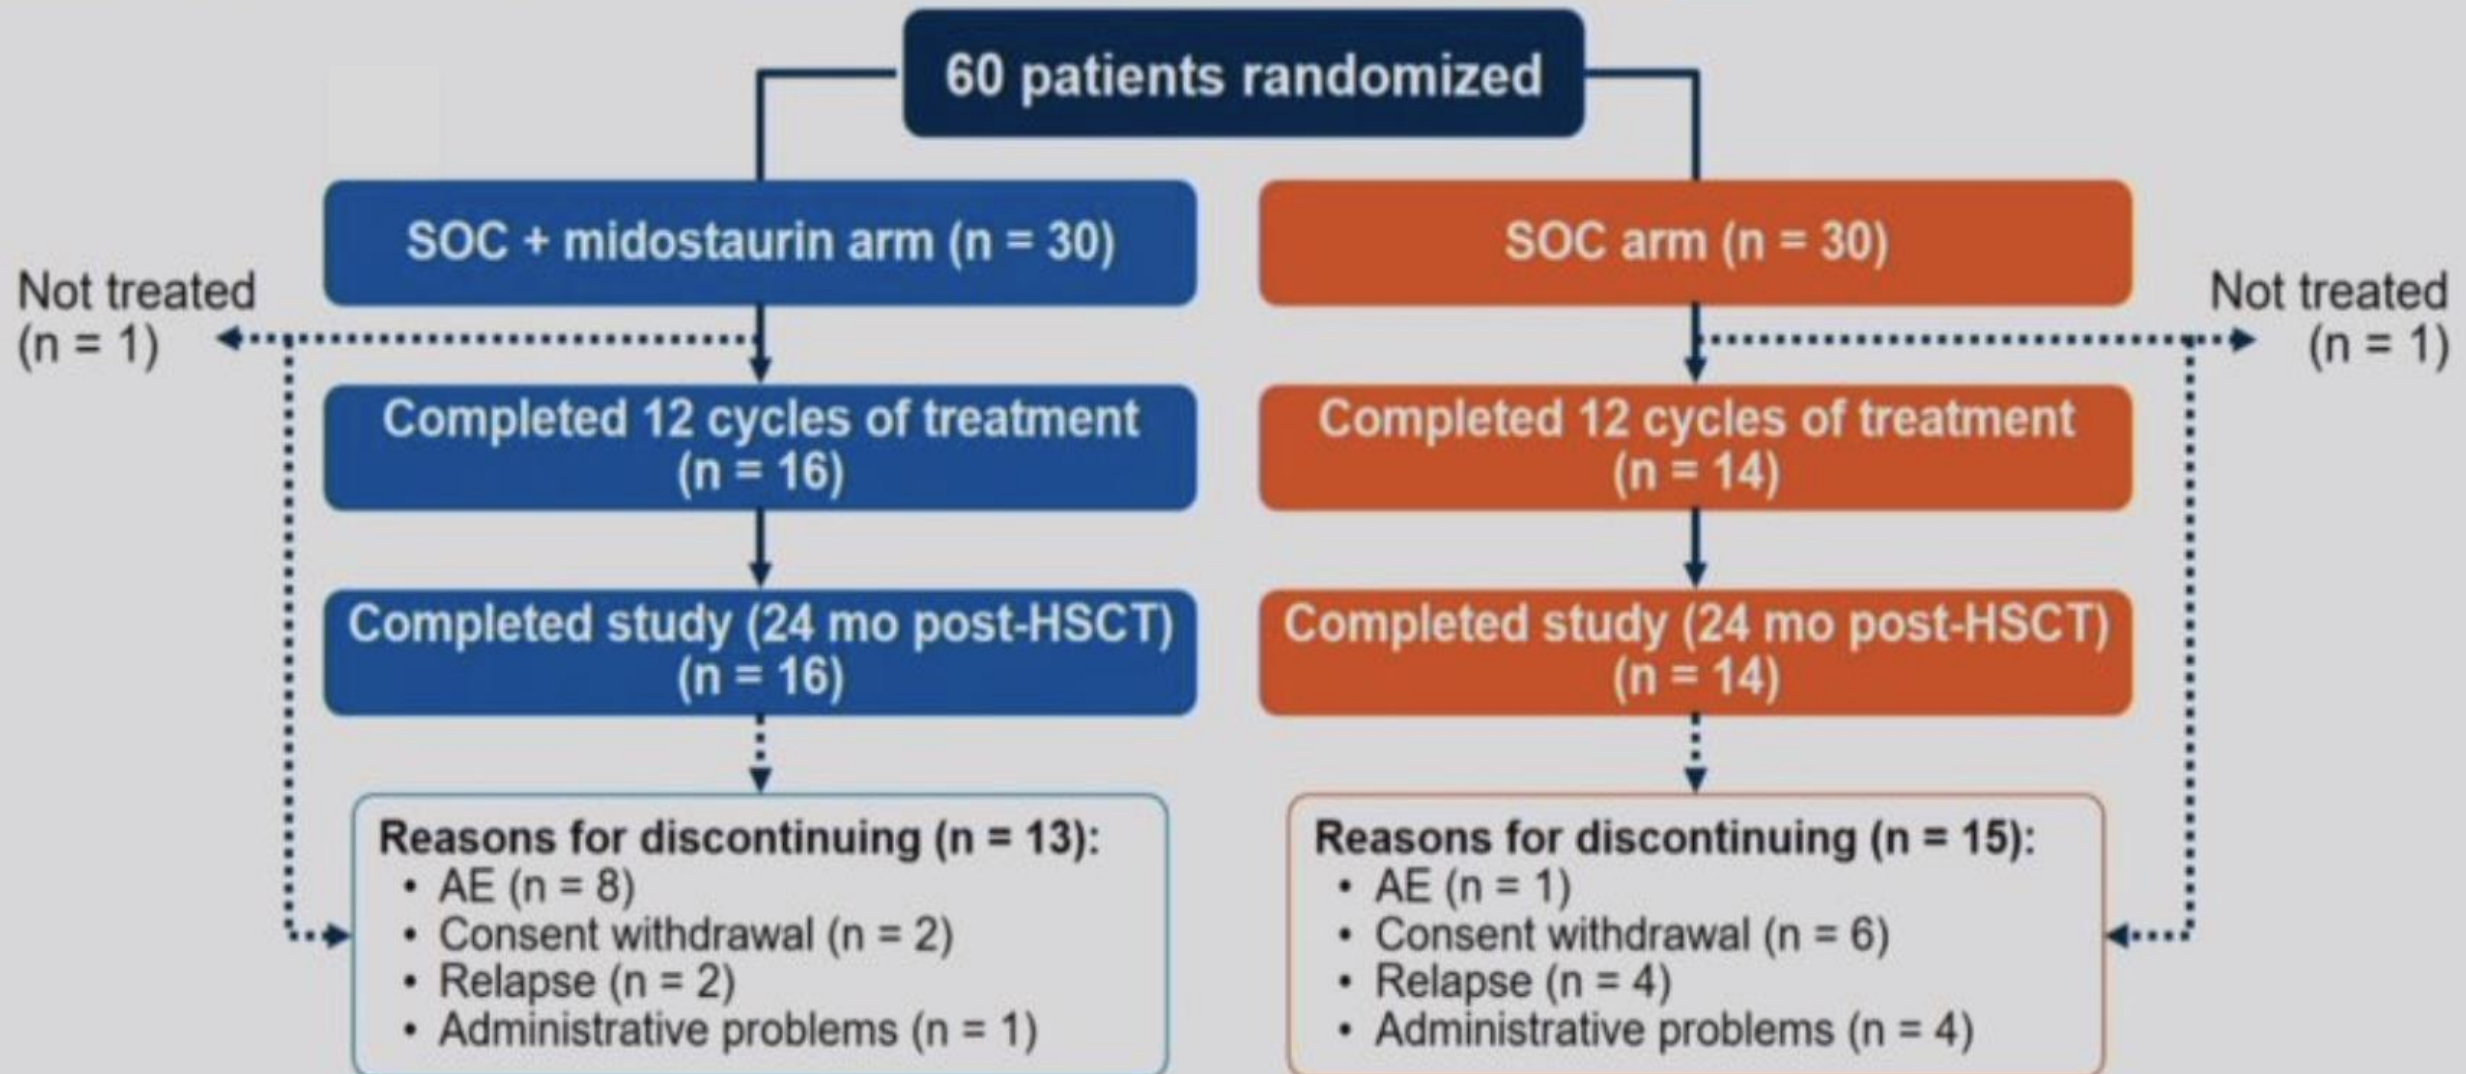 60 patients randomized
SOC + midostaurin arm (n = 30)
SOC arm (n = 30)
Not treated
(n = 1)
Not treated
(n = 1)
Completed 12 cycles of treatment
(n = 16)
Completed 12 cycles of treatment
(n = 14)
Completed study (24 mo post-HSCT)
(n = 16)
Completed study (24 mo post-HSCT)
(n = 14)
Reasons for discontinuing (n = 13):
• AE (n = 8)
• Consent withdrawal (n = 2)
• Relapse (n = 2)
• Administrative problems (n = 1)
Reasons for discontinuing (n = 15):
• AE (n = 1)
• Consent withdrawal (n = 6)
• Relapse (n = 4)
• Administrative problems (n = 4)